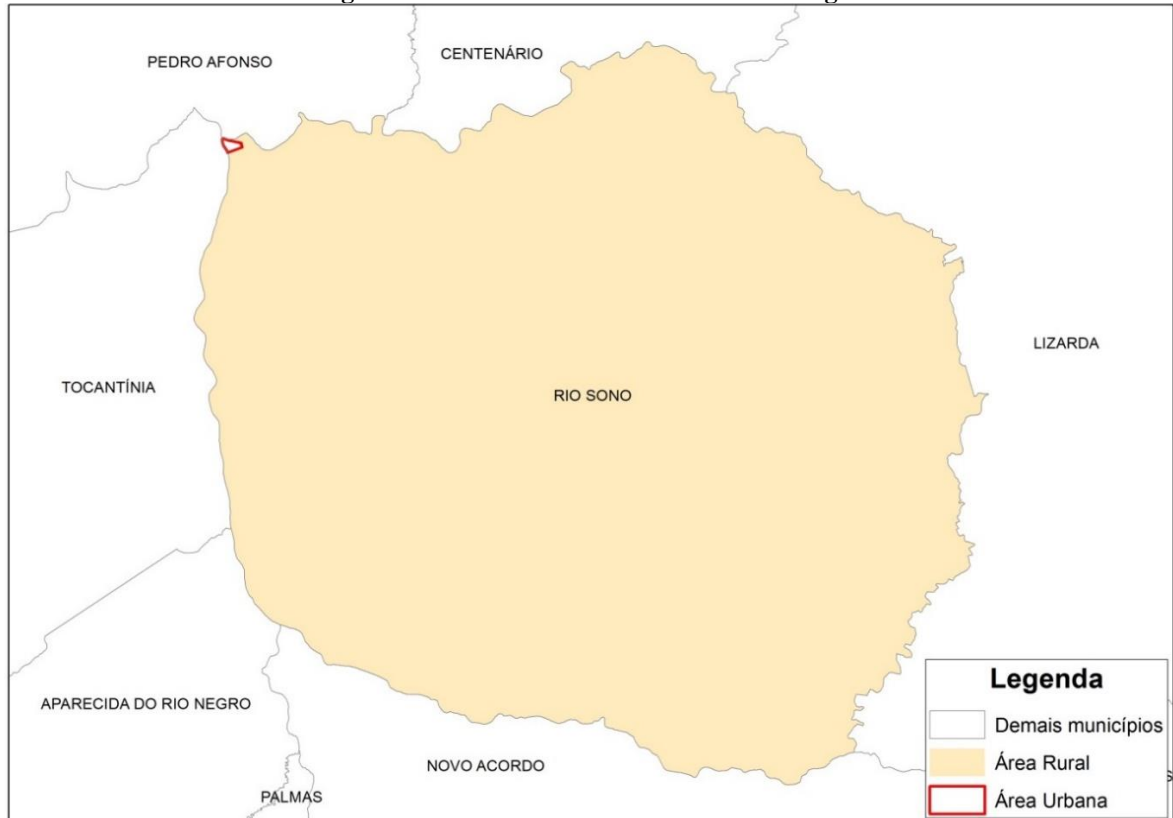 PEDRO AFONSO
CENTENÁRIO
LIZARDA
TOCANTÍNIA
RIO SONO
APARECIDA DO RIO NEGRO
NOVO ACORDO
PALMAS
Legenda
Demais municípios
Área Rural
Área Urbana